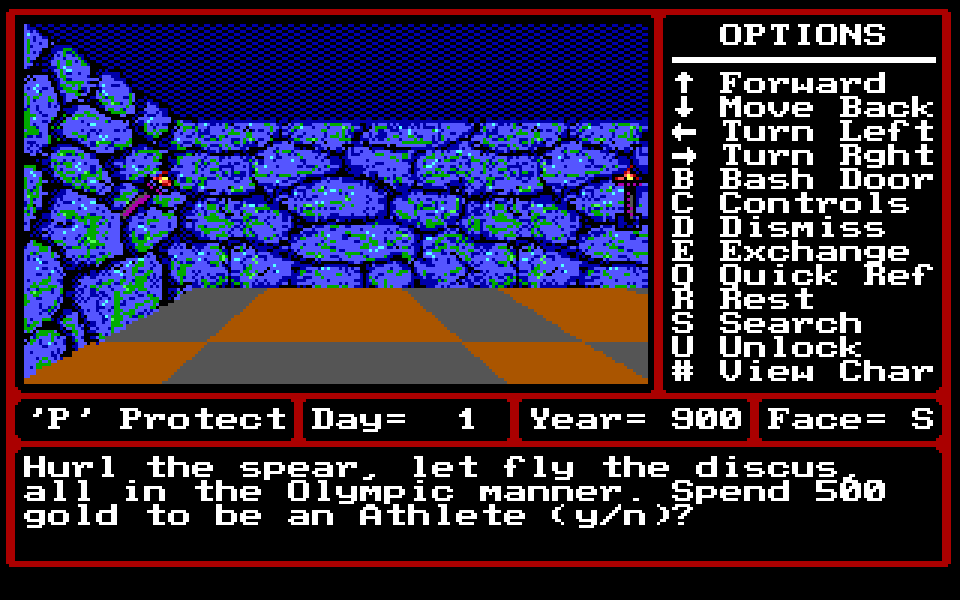 OPTIONS
↑ Forward
↓ Move Back
← Turn Left
→ Turn Rght
B Bash Door
C Controls
D Dismiss
E Exchange
Q Quick Ref
R Rest
S Search
U Unlock
# View Char
'P' Protect
Day= 1
Year= 900
Face= S
Hurl the spear, let fly the discus,
all in the Olympic manner. Spend 500
gold to be an Athlete (y/n)?